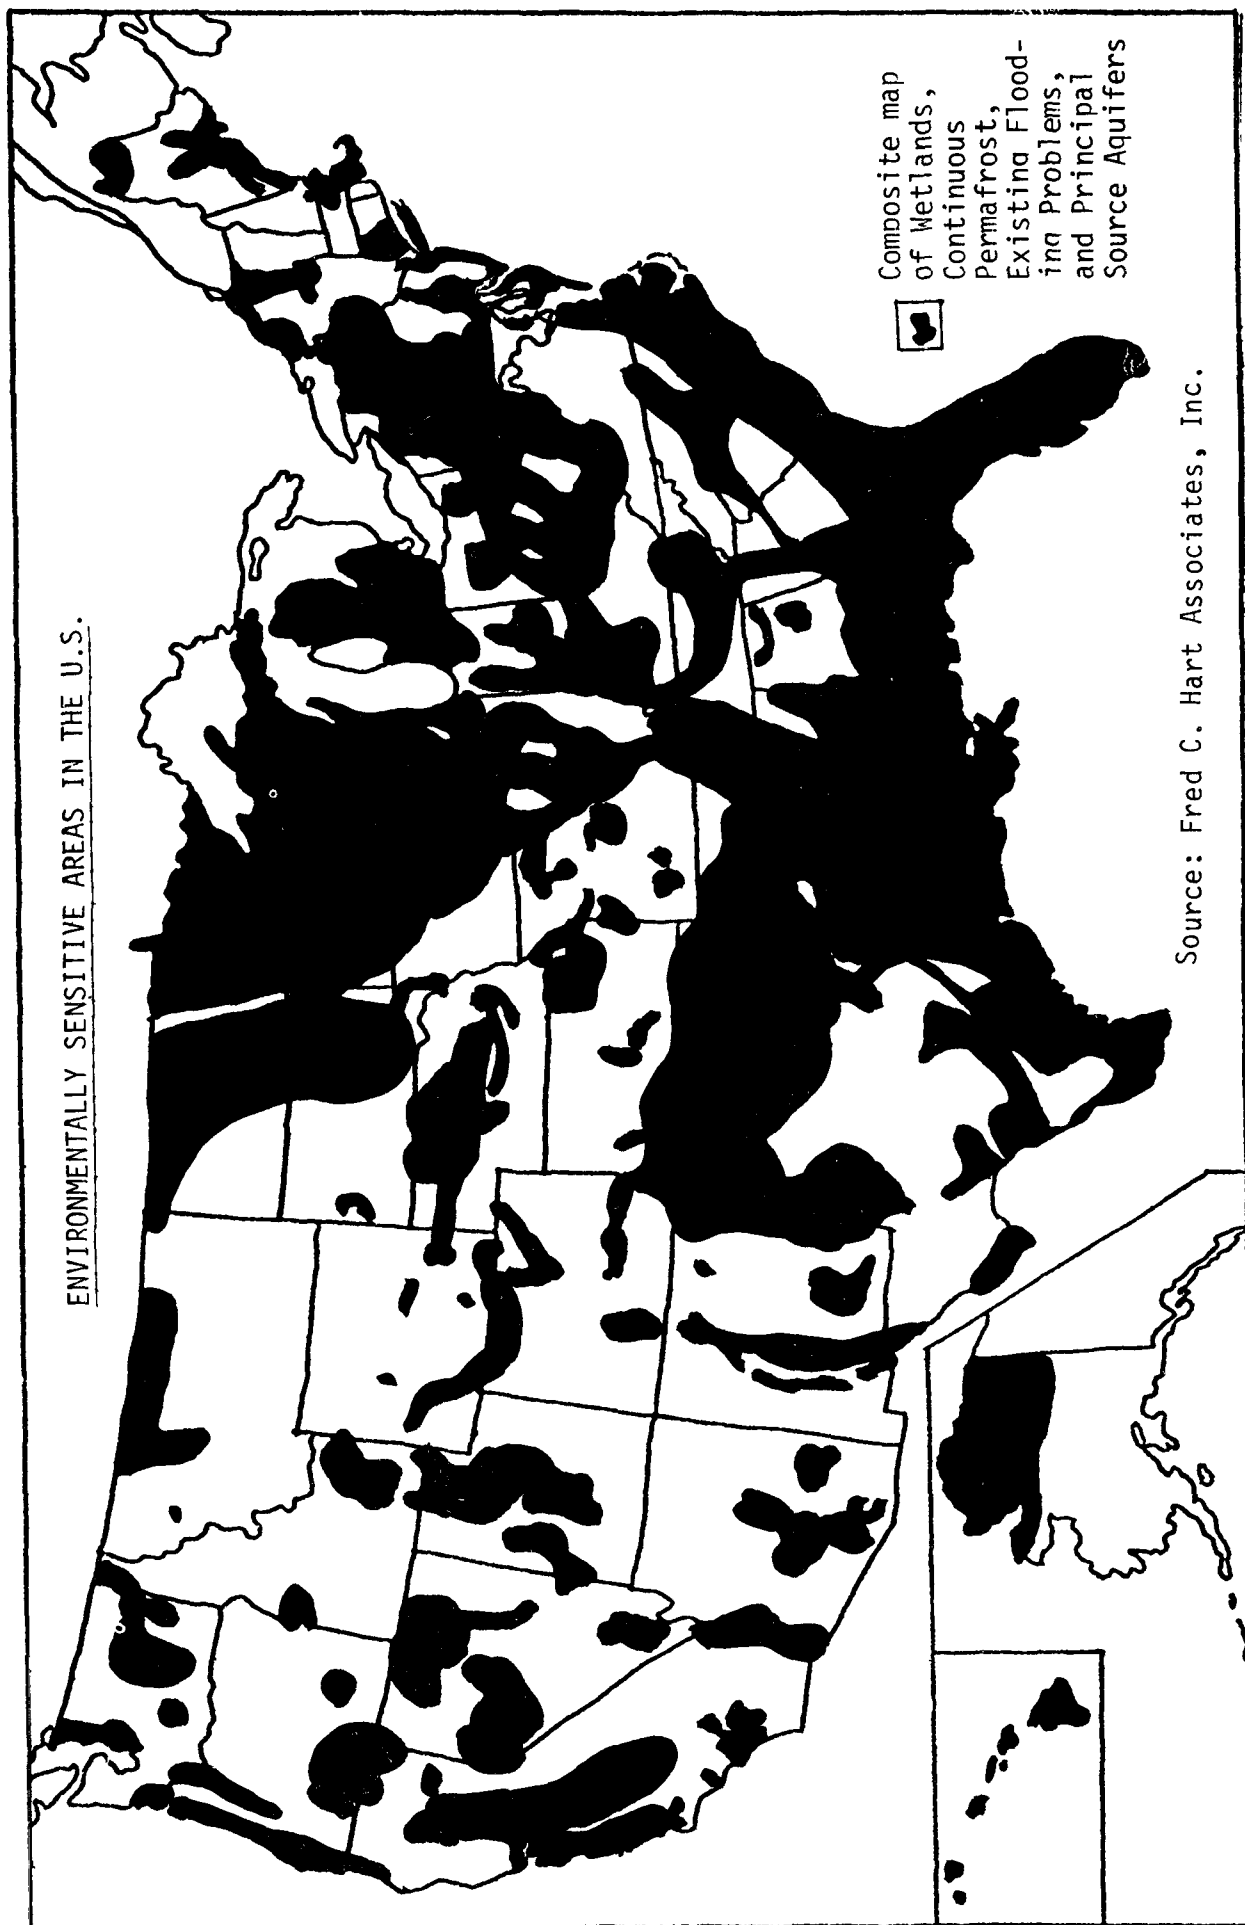 ENVIRONMENTALLY SENSITIVE AREAS IN THE U.S.
Composite map
of Wetlands,
Continuous
Permafrost,
Existing Flood-
ing Problems,
and Principal
Source Aquifers
Source: Fred C. Hart Associates, Inc.